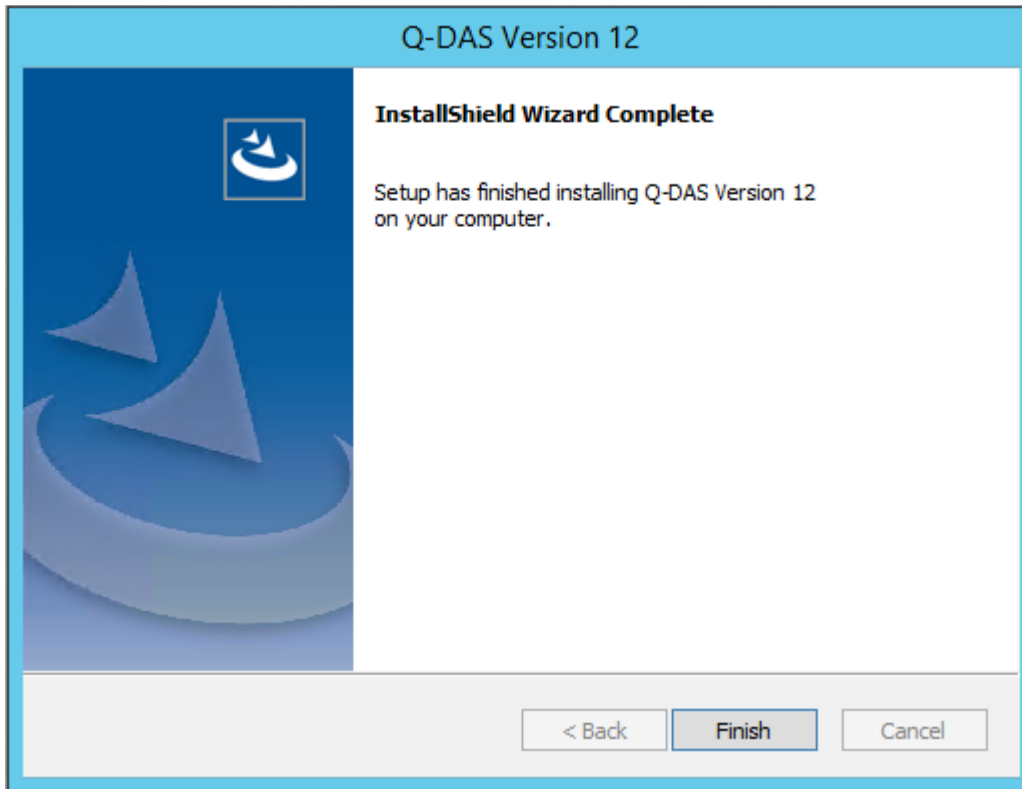 Q-DAS Version 12
InstallShield Wizard Complete
Setup has finished installing Q-DAS Version 12
on your computer.
< Back
Finish
Cancel